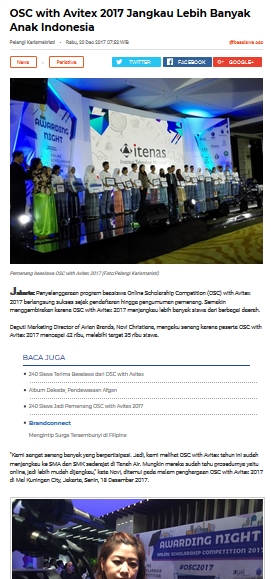 OSC with Avitex 2017 Jangkau Lebih Banyak
Anak Indonesia
Pelangi Karismakristi - Rabu, 20 Dec 2017 07:52 WIB
@beasiswa osc
News
Peristiwa
TWITTER
FACEBOOK
GOOGLE+
AWARDING
NIGHT
itenas
Pemenang beasiswa OSC with Avitex 2017 (Foto:Pelangi Karismakristi)
Jakarta: Penyelenggaraan program beasiswa Online Scholarship Competition (OSC) with Avitex
2017 berlangsung sukses sejak pendaftaran hingga pengumuman pemenang. Semakin
menggembirakan karena OSC with Avitex 2017 menjangkau lebih banyak siswa dari berbagai daerah.
Deputi Marketing Director of Avian Brands, Novi Christiana, mengaku senang karena peserta OSC with
Avitex 2017 mencapai 42 ribu, melebihi target 35 ribu siswa.
BACA JUGA
240 Siswa Terima Beasiswa dari OSC with Avitex
Album Dekade, Pendewasaan Afgan
240 Siswa Jadi Pemenang OSC with Avitex 2017
Brandconnect
Mengintip Surga Tersembunyi di Filipina
"Kami sangat senang banyak yang berpartisipasi. Jadi, kami melihat OSC with Avitex tahun ini sudah
menjangkau ke SMA dan SMK sederajat di Tanah Air. Mungkin mereka sudah tahu prosedurnya yaitu
online, jadi lebih mudah dijangkau," kata Novi, ditemui pada malam penghargaan OSC with Avitex 2017
di Mal Kuningan City, Jakarta, Senin, 18 Desember 2017.
AWARDING NIGHT
ONLINE SCHOLARSHIP COMPETITION 2017
#OSC2017